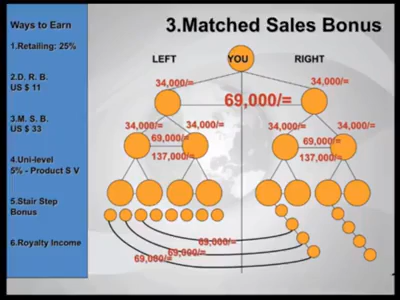 Ways to Earn
1.Retailing: 25%
2.D. R. B.
US $ 11
3.M. S. B.
US $ 33
4.Uni-level
5% - Product S V
5.Stair Step
Bonus
6.Royalty Income
3.Matched Sales Bonus
LEFT
YOU
RIGHT
34,000/=
34,000/=
69,000/=
34,000/=
34,000/=
34,000/=
34,000/=
69,000/=
69,000/=
137,000/=
137,000/=
69,000/=
69,000/=
69,000/=